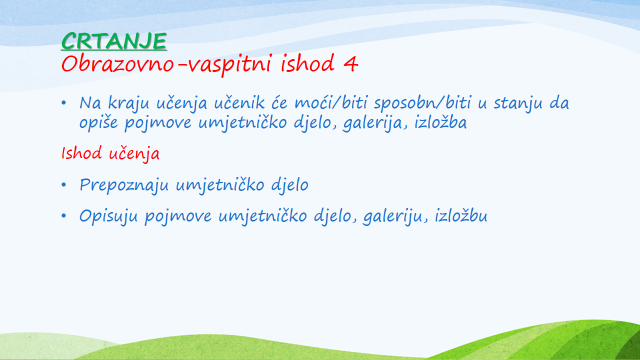 CRTANJE
Obrazovno-vaspitni ishod 4
• Na kraju učenja učenik će moći/biti sposobn/biti u stanju da
opiše pojmove umjetničko djelo, galerija, izložba
Ishod učenja
• Prepoznaju umjetničko djelo
• Opisuju pojmove umjetničko djelo, galeriju, izložbu